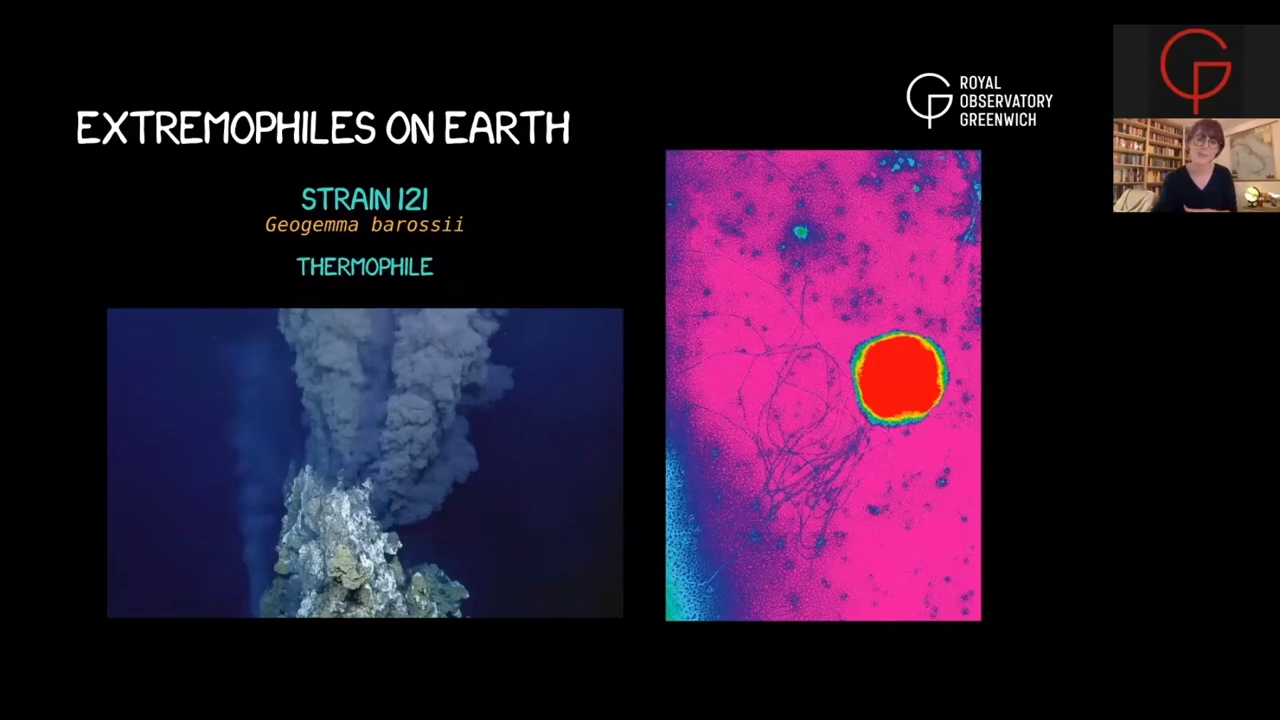 EXTREMOPHILES ON EARTH
STRAIN 121
Geogemma barossii
THERMOPHILE
ROYAL
OBSERVATORY
GREENWICH